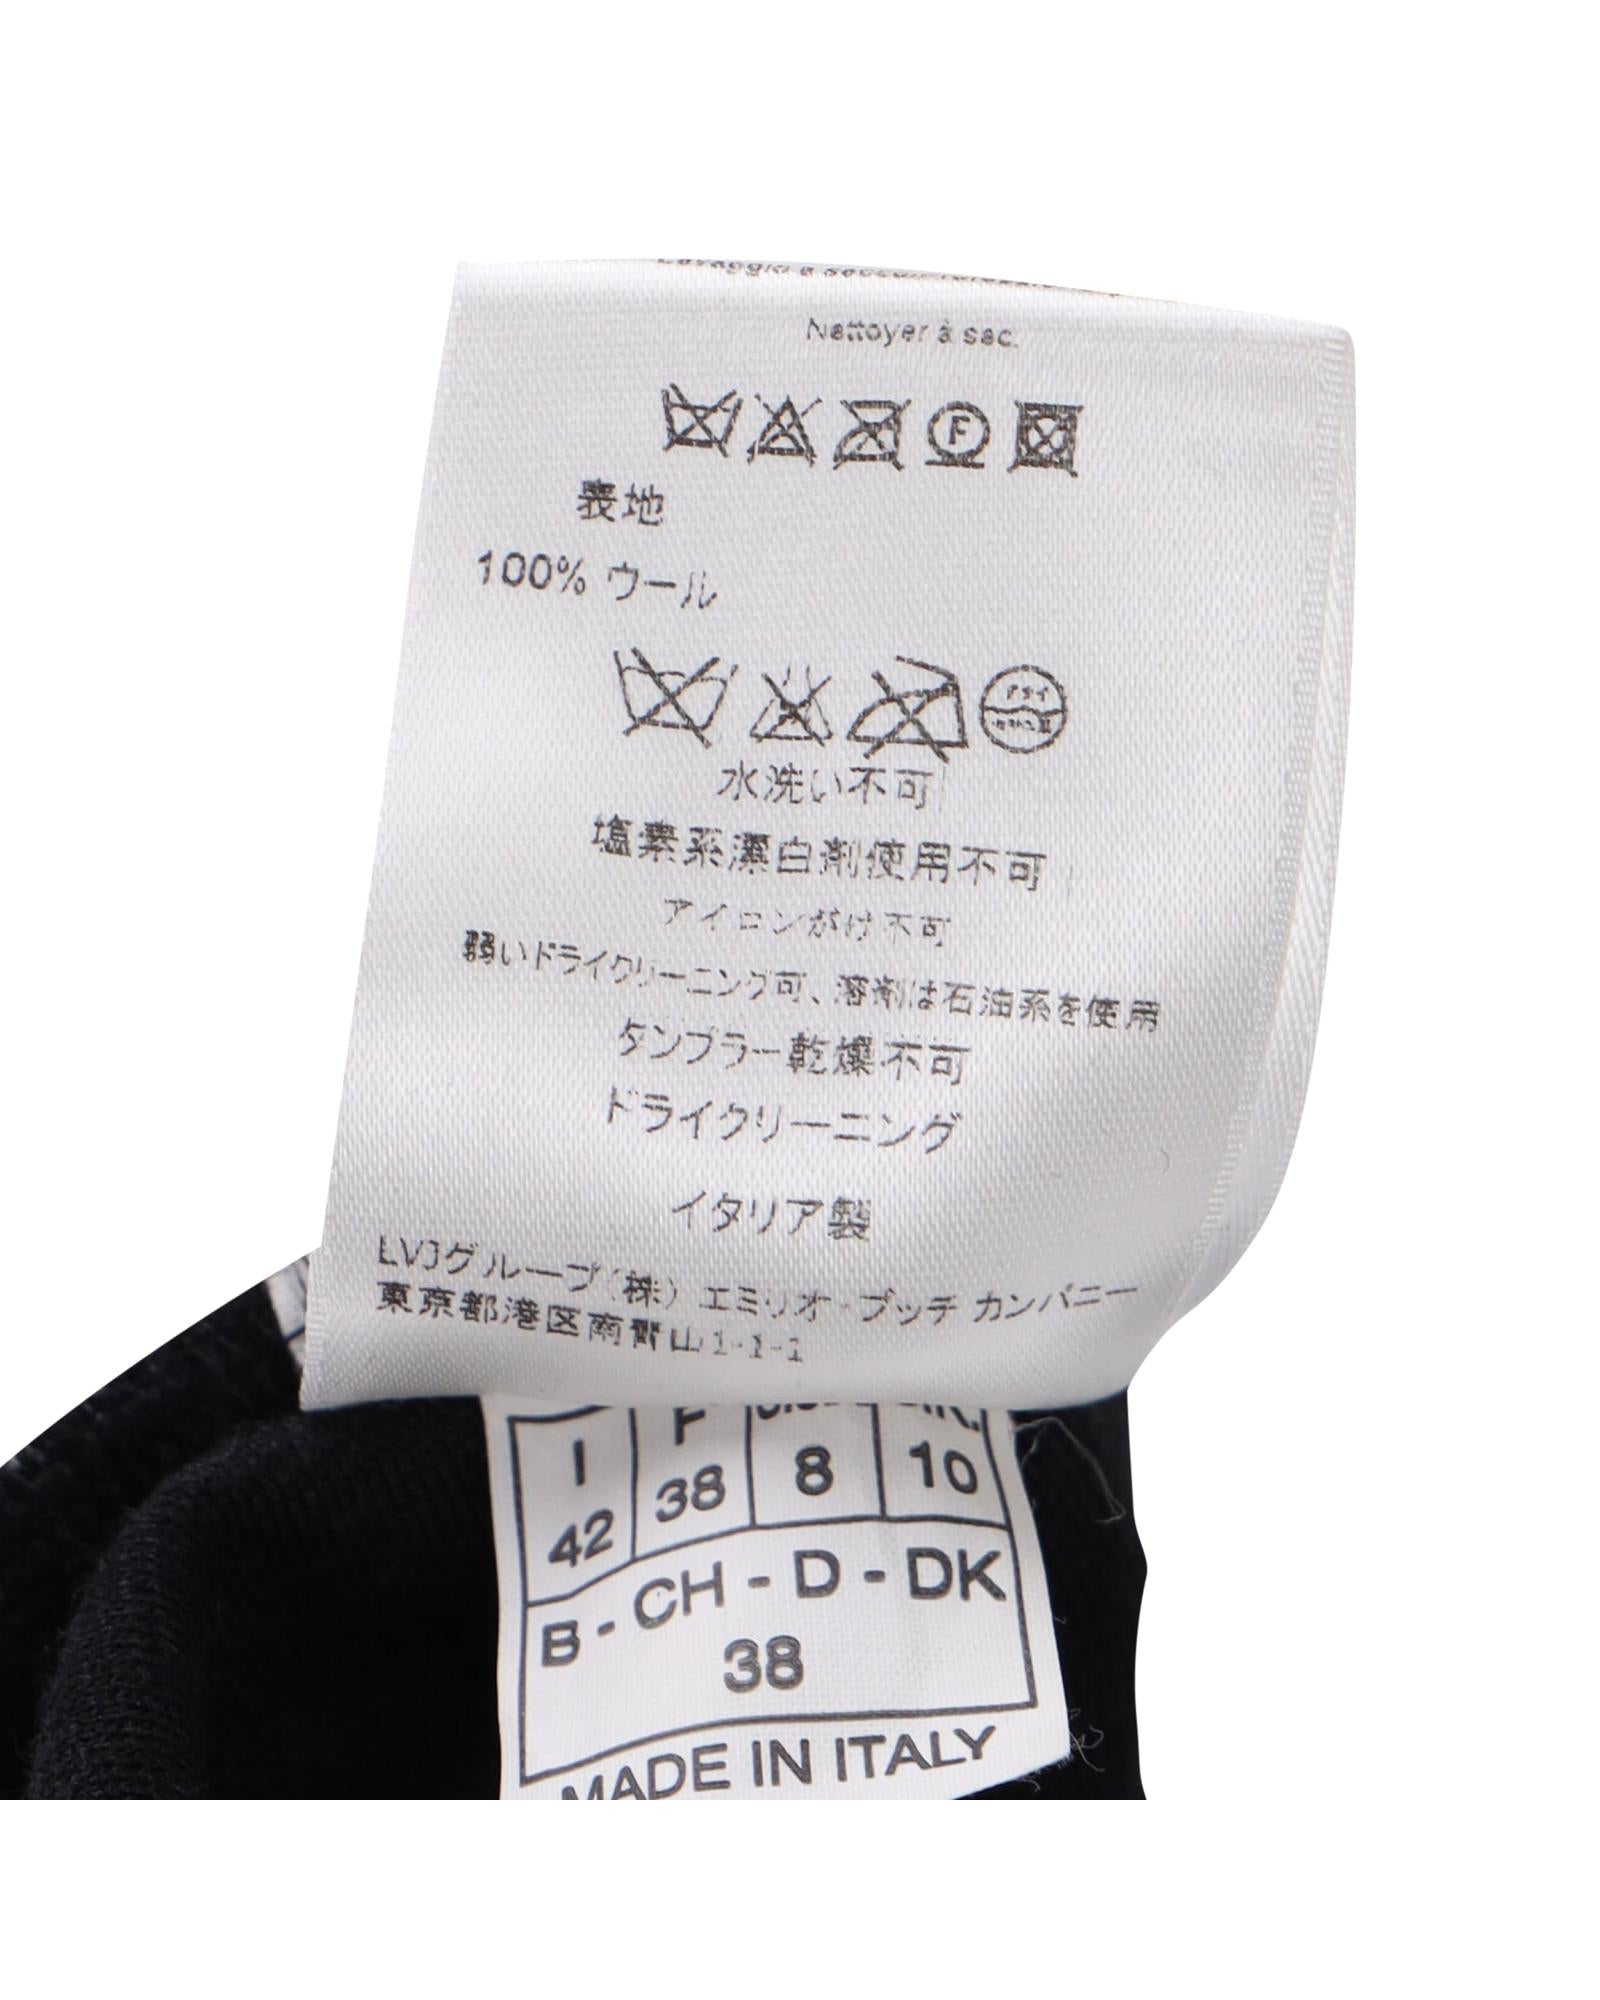 Nettoyer à sec.
F
表地
100% ウール
ドライ
水洗い不可
塩素系漂白剤使用不可
アイロンがけ不可
弱いドライクリーニング可、溶剤は石油系を使用
タンブラー乾燥不可
ドライクリーニング
イタリア製
LVJグループ(株) エミリオ・プッチ カンパニー
東京都港区南青山1-1-1
I F
42 38 8 10
B - CH - D - DK
38
MADE IN ITALY